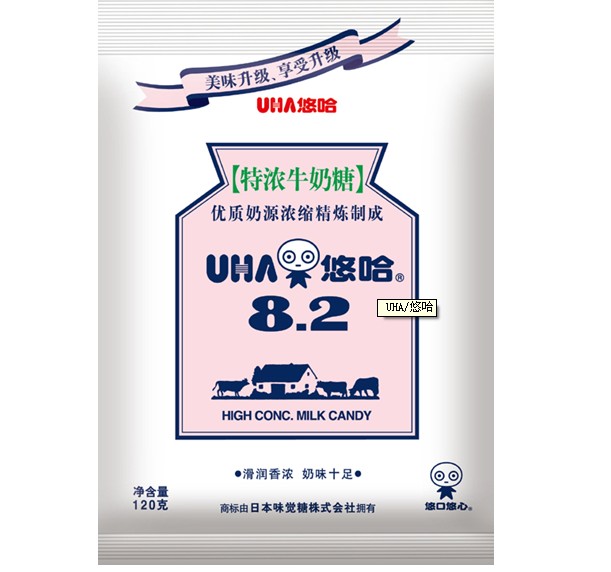 美味升级、享受升级
UHA悠哈
【特浓牛奶糖】
优质奶源浓缩精炼制成
UHA 悠哈®
8.2
UHA/悠哈
HIGH CONC. MILK CANDY
●滑润香浓 奶味十足●
净含量
120克
商标由日本味觉糖株式会社拥有
悠口悠心®